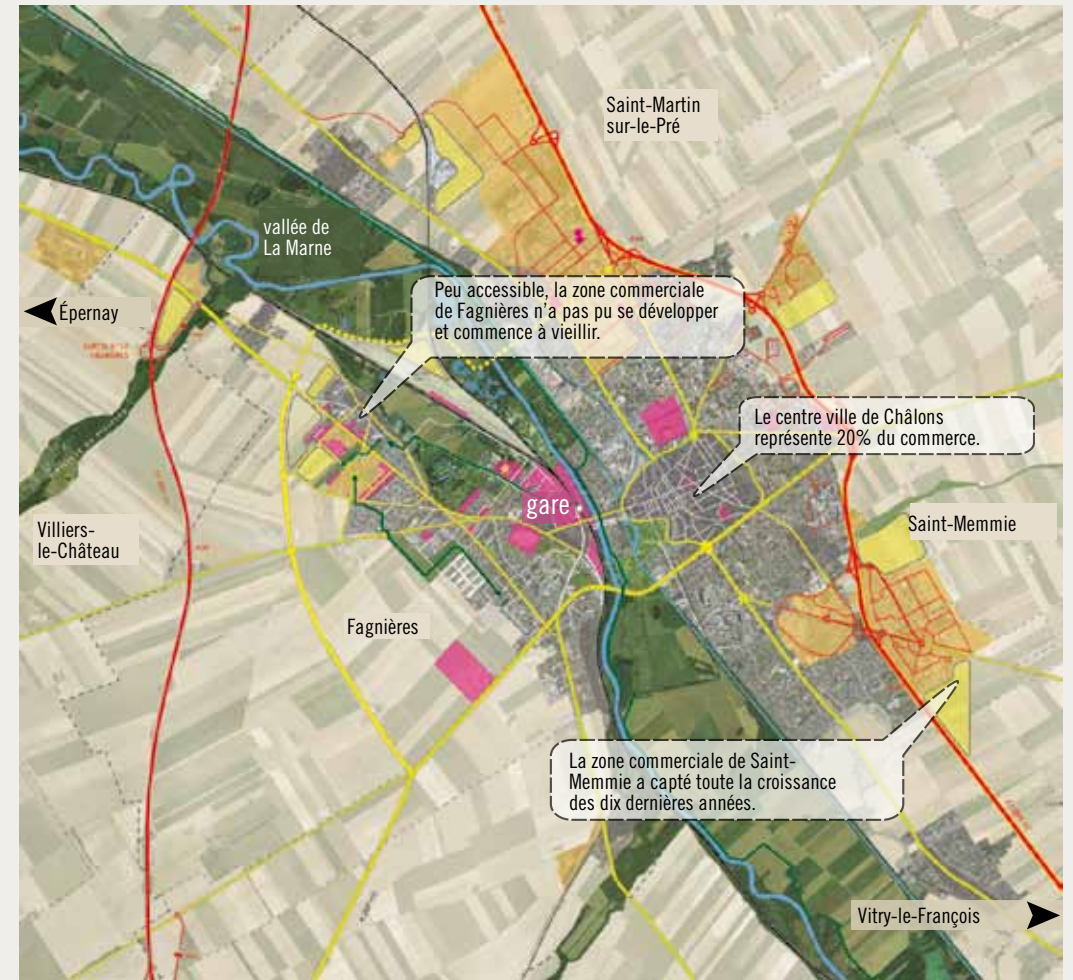 Saint-Martin
sur-le-Pré
vallée de
La Marne
Peu accessible, la zone commerciale
de Fagnières n’a pas pu se développer
et commence à vieillir.
Épernay
Le centre ville de Châlons
représente 20% du commerce.
gare
Saint-Memmie
Villiers-
le-Château
Fagnières
La zone commerciale de Saint-
Memmie a capté toute la croissance
des dix dernières années.
Vitry-le-François